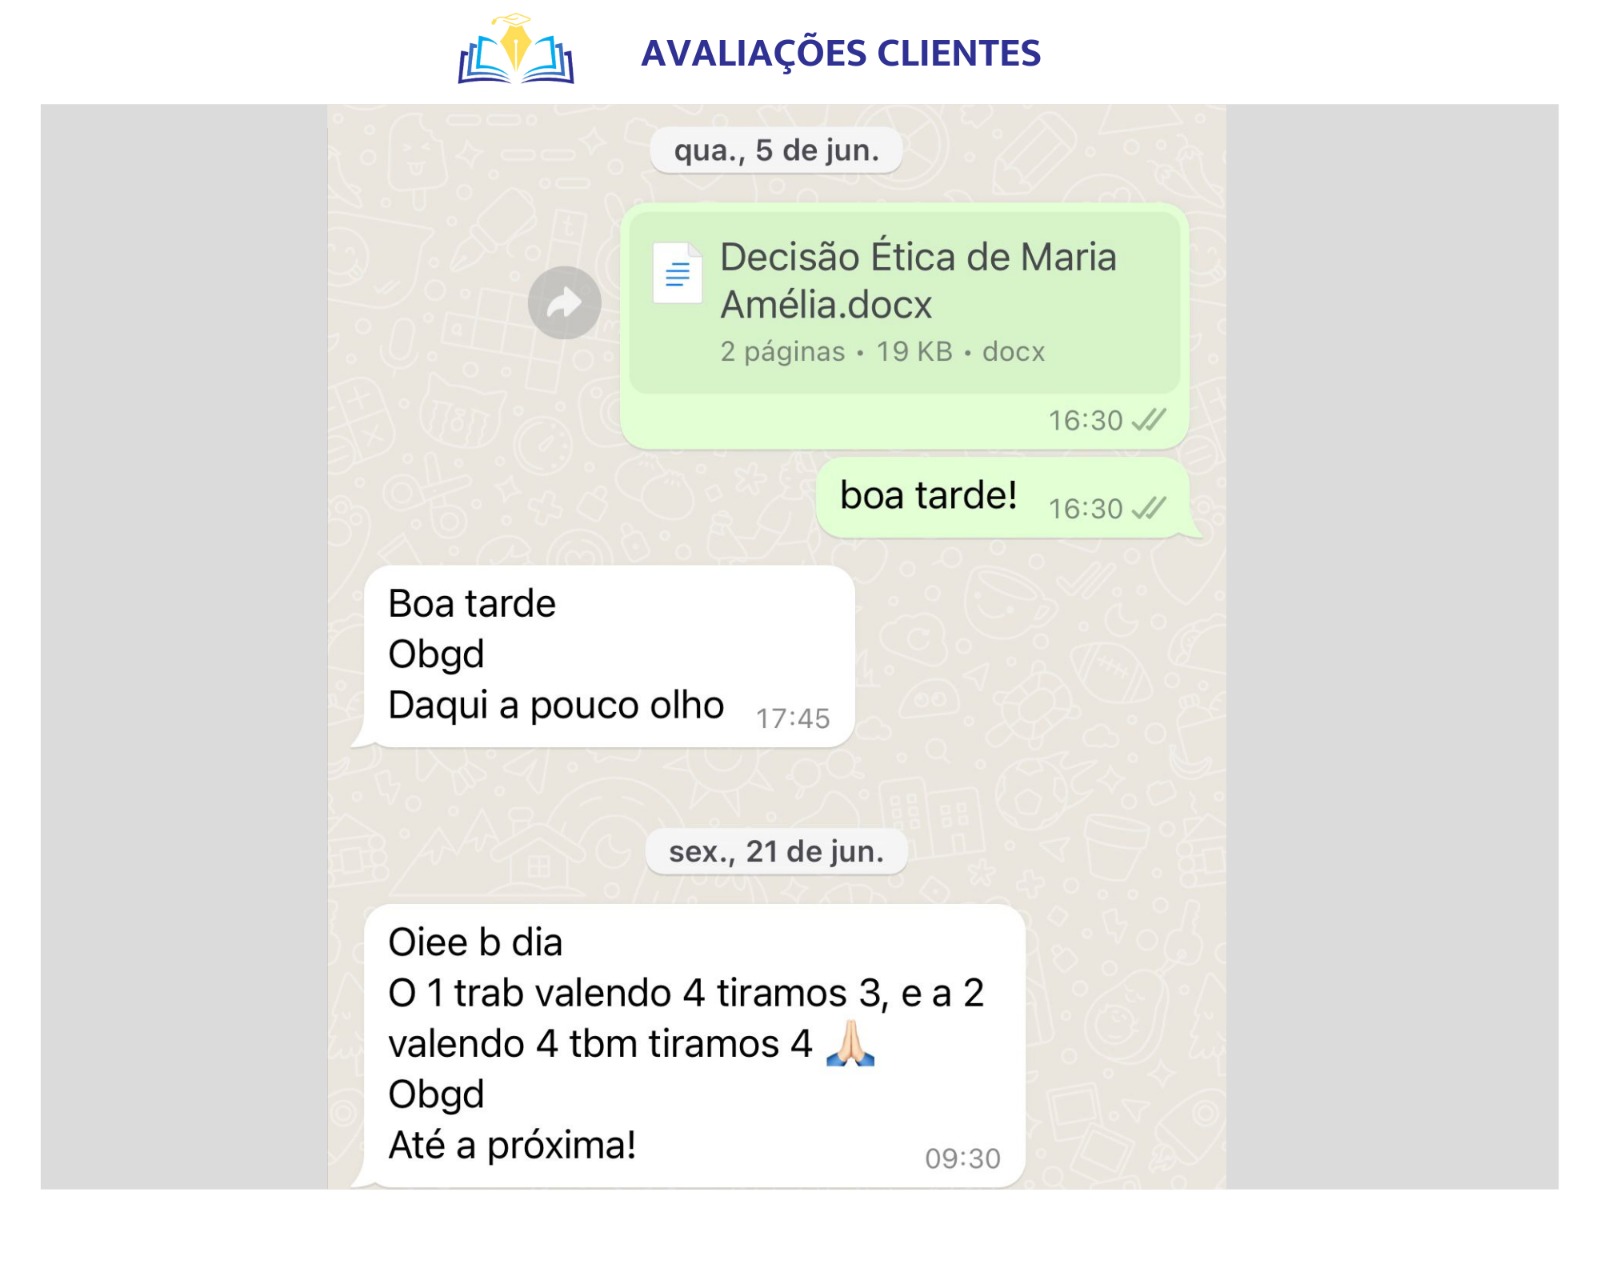 AVALIAÇÕES CLIENTES
qua., 5 de jun.
Decisão Ética de Maria
Amélia.docx
2 páginas • 19 KB • docx
16:30
boa tarde! 16:30
Boa tarde
Obgd
Daqui a pouco olho 17:45
sex., 21 de jun.
Oiee b dia
O 1 trab valendo 4 tiramos 3, e a 2
valendo 4 tbm tiramos 4 🙏🏻
Obgd
Até a próxima! 09:30